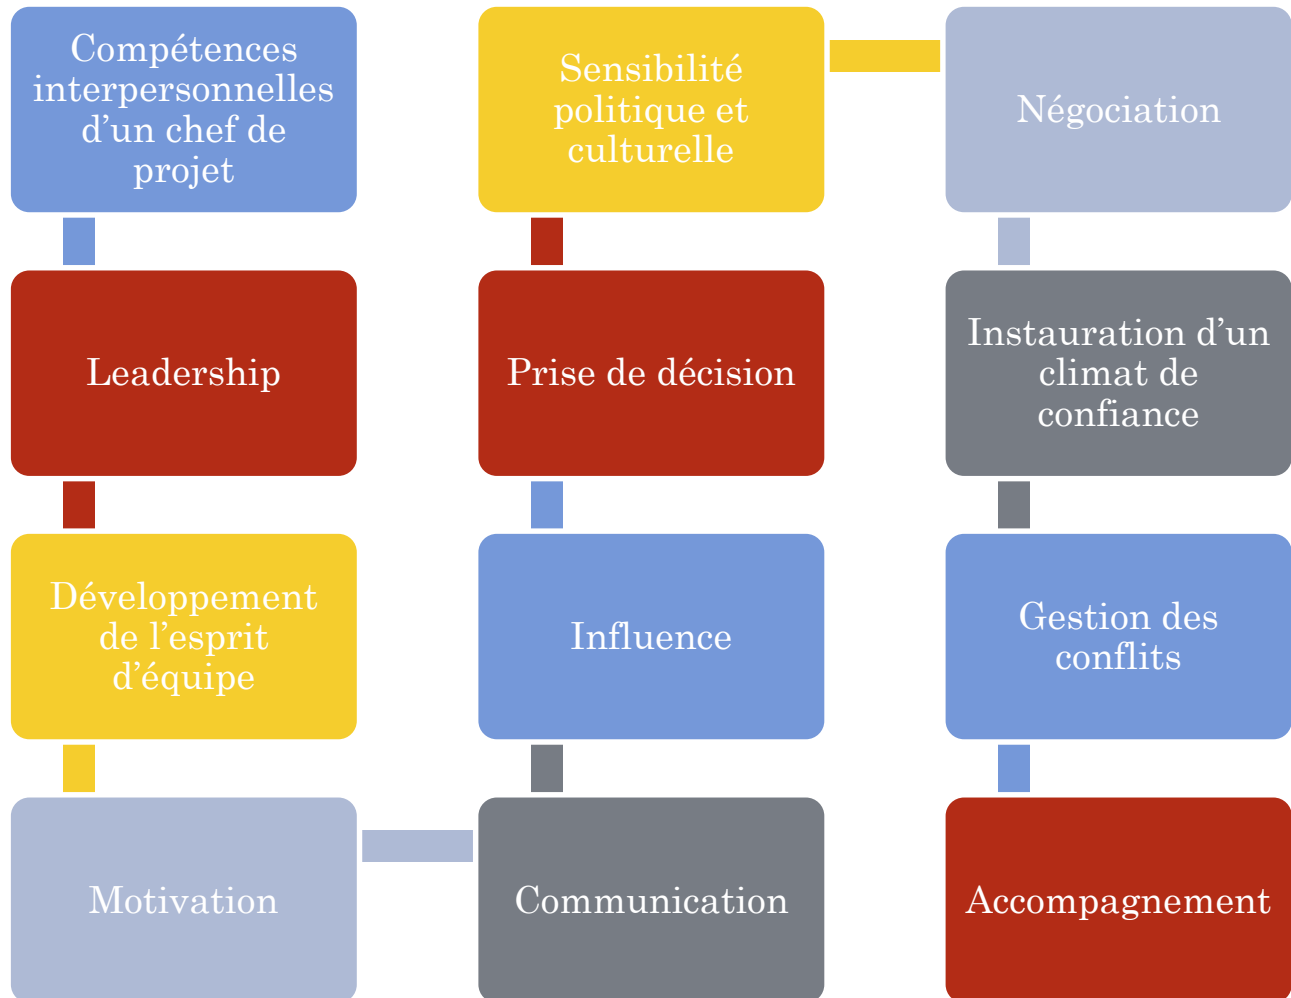 Compétences
interpersonnelles
d’un chef de
projet
Leadership
Développement
de l’esprit
d’équipe
Motivation
Communication
Influence
Prise de décision
Sensibilité
politique et
culturelle
Négociation
Instauration d’un
climat de
confiance
Gestion des
conflits
Accompagnement